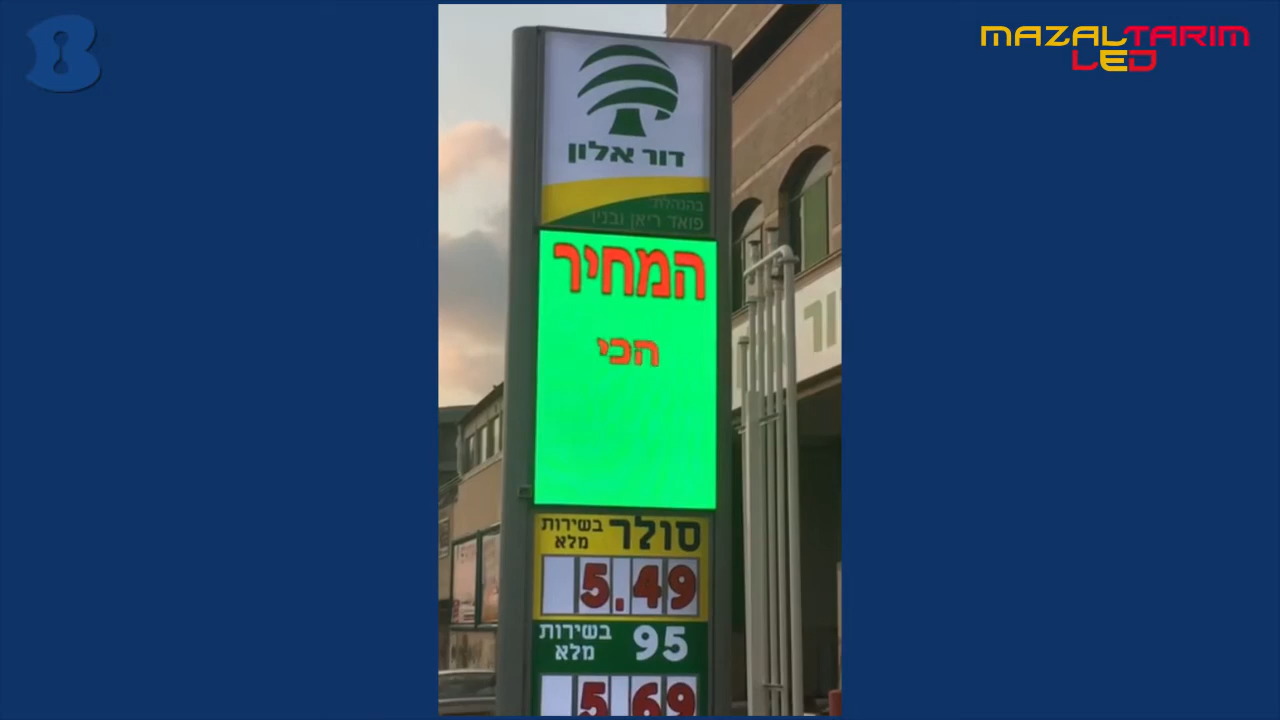 MAZALTARIM
LED
דור אלון
בהנהלת:
פואד ריאן ובניו
המחיר
הכי
סולר בשירות
מלא
5.49
95 בשירות
מלא
5.69